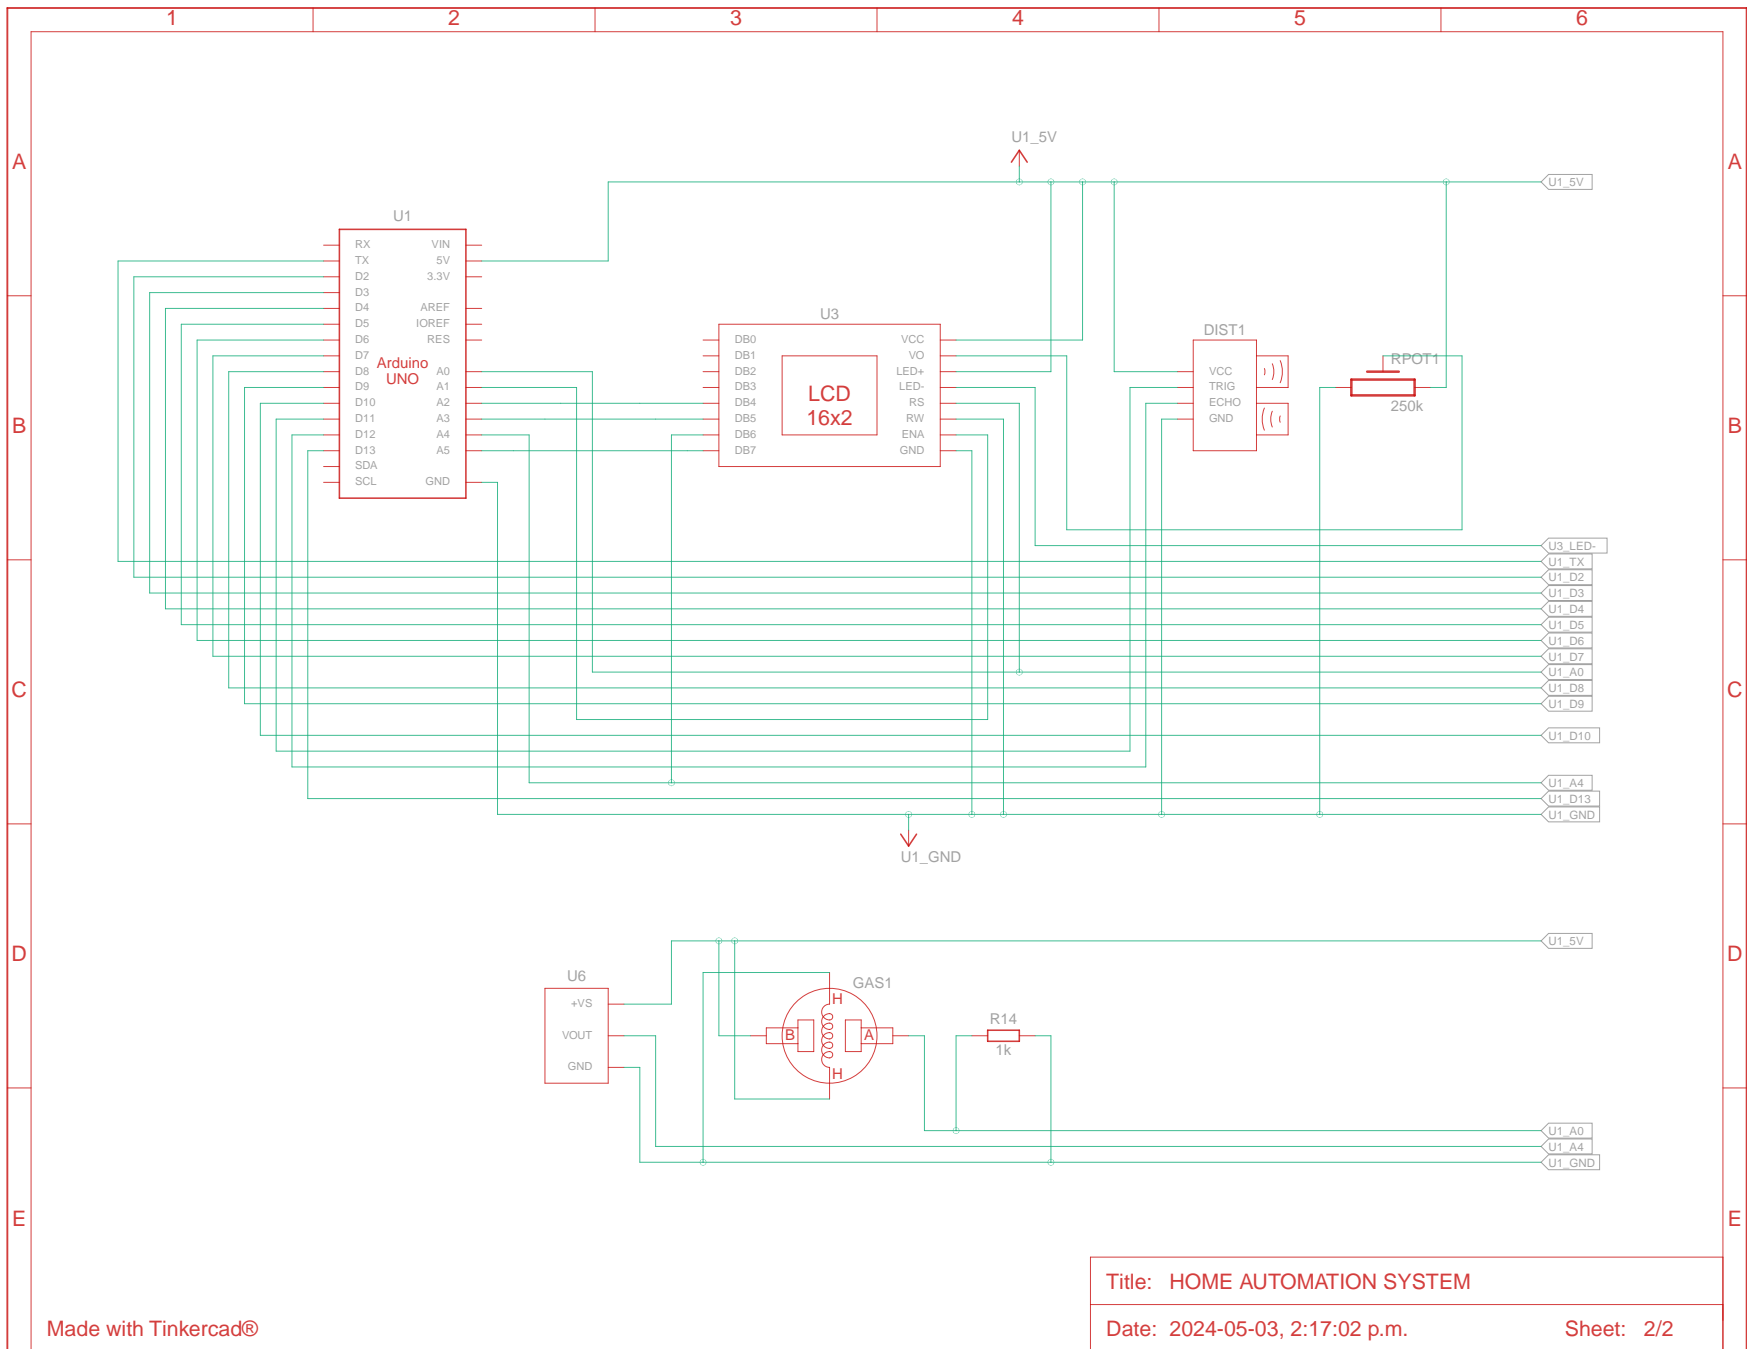 1 2 3 4 5 6
A A
B B
C C
D D
E E
U1_5V
U1_5V
U1
RX VIN
TX 5V
D2 3.3V
D3
D4 AREF
D5 IOREF
D6 RES
D7
D8 A0
D9 A1
D10 A2
D11 A3
D12 A4
D13 A5
SDA
SCL GND
Arduino
UNO
U3
DB0 VCC
DB1 VO
DB2 LED+
DB3 LED-
DB4 RS
DB5 RW
DB6 ENA
DB7 GND
LCD
16x2
DIST1
VCC
TRIG
ECHO
GND
RPOT1
250k
U3_LED-
U1_TX
U1_D2
U1_D3
U1_D4
U1_D5
U1_D6
U1_D7
U1_A0
U1_D8
U1_D9
U1_D10
U1_A4
U1_D13
U1_GND
U1_GND
U1_5V
U6
+VS
VOUT
GND
GAS1
H
B A
H
R14
1k
U1_A0
U1_A4
U1_GND
Title: HOME AUTOMATION SYSTEM
Made with Tinkercad®
Date: 2024-05-03, 2:17:02 p.m. Sheet: 2/2